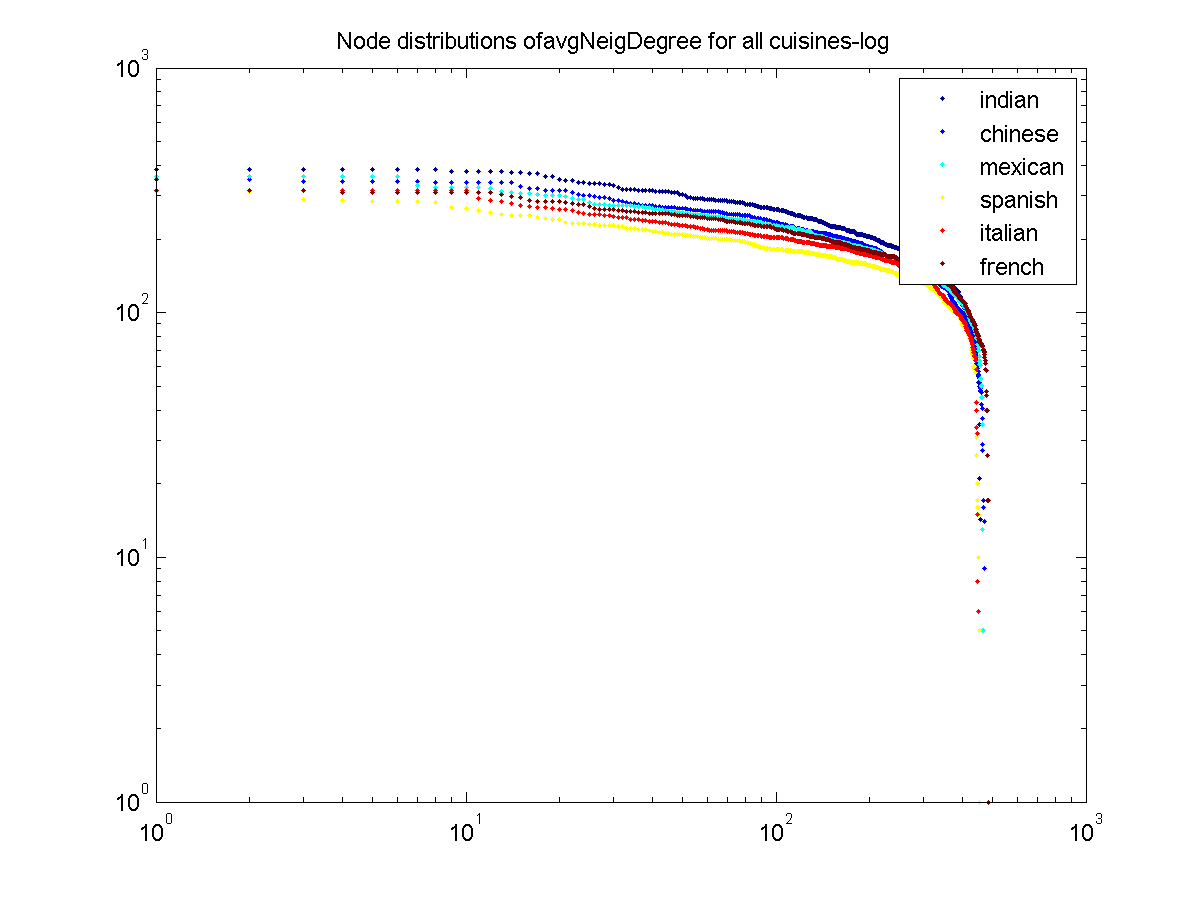 Node distributions ofavgNeigDegree for all cuisines-log
10^3
indian
chinese
mexican
spanish
italian
french
10^2
10^1
10^0
10^0 10^1 10^2 10^3